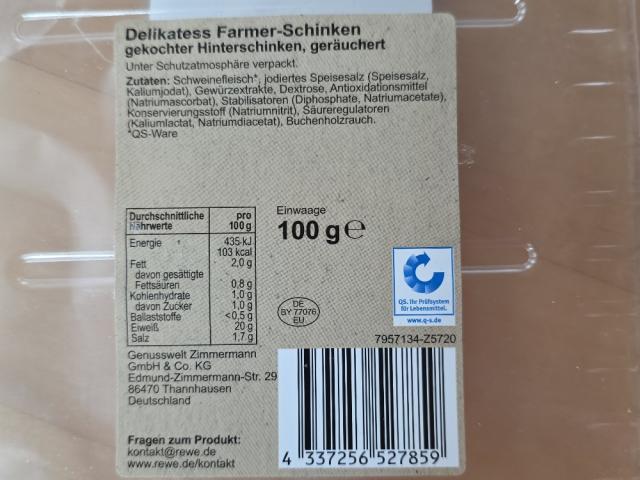 Delikatess Farmer-Schinken
gekochter Hinterschinken, geräuchert
Unter Schutzatmosphäre verpackt.
Zutaten: Schweinefleisch*, jodiertes Speisesalz (Speisesalz,
Kaliumjodat), Gewürzextrakte, Dextrose, Antioxidationsmittel
(Natriumascorbat), Stabilisatoren (Diphosphate, Natriumacetate),
Konservierungsstoff (Natriumnitrit), Säureregulatoren
(Kaliumlactat, Natriumdiacetat), Buchenholzrauch.
*QS-Ware
Durchschnittliche Nährwerte pro 100 g
Energie 435 kJ
103 kcal
Fett 2,0 g
davon gesättigte
Fettsäuren 0,8 g
Kohlenhydrate 1,0 g
davon Zucker 1,0 g
Ballaststoffe <0,5 g
Eiweiß 20 g
Salz 1,7 g
Einwaage
100 g e
DE
BY 77076
EU
QS. Ihr Prüfsystem
für Lebensmittel.
www.q-s.de
7957134-Z5720
Genusswelt Zimmermann
GmbH & Co. KG
Edmund-Zimmermann-Str. 29
86470 Thannhausen
Deutschland
Fragen zum Produkt:
kontakt@rewe.de
www.rewe.de/kontakt
4 337256 527859